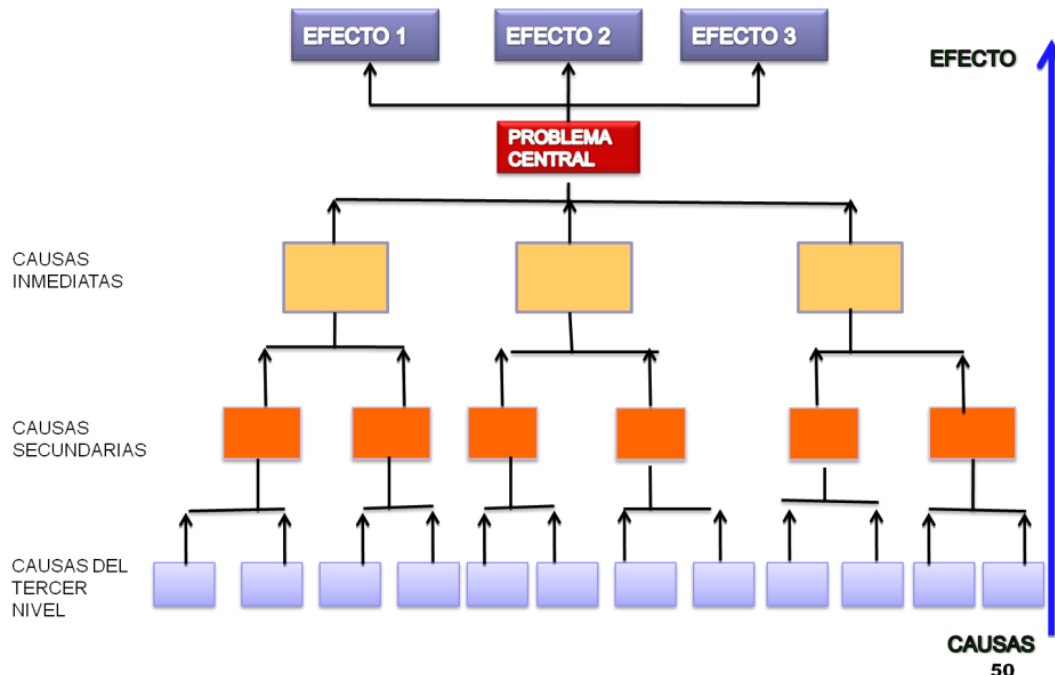 EFECTO 1
EFECTO 2
EFECTO 3
EFECTO
PROBLEMA
CENTRAL
CAUSAS
INMEDIATAS
CAUSAS
SECUNDARIAS
CAUSAS DEL
TERCER
NIVEL
CAUSAS
50